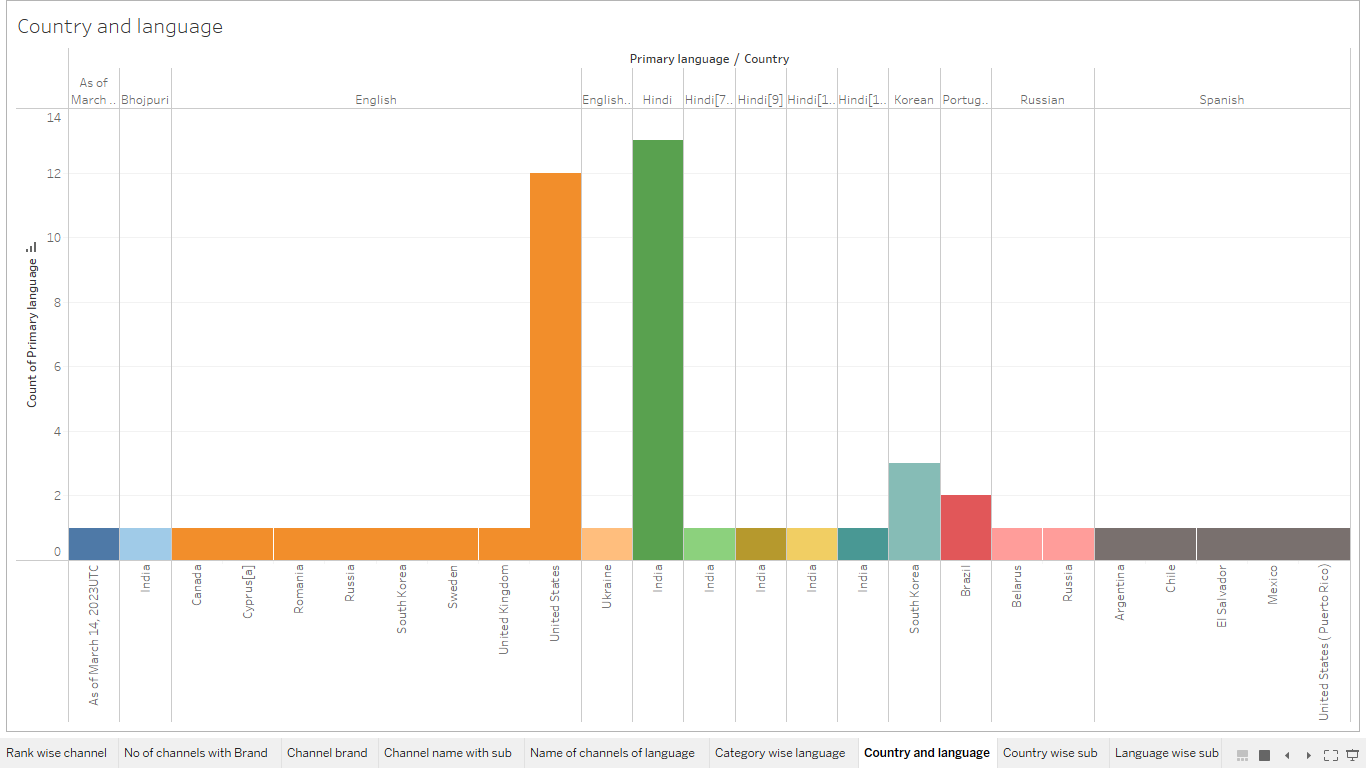 Country and language
Primary language / Country
As of
March ..
Bhojpuri
English
English..
Hindi
Hindi[7..
Hindi[9]
Hindi[1..
Hindi[1..
Korean
Portug..
Russian
Spanish
14
12
10
8
6
4
2
0
Count of Primary language
As of March 14, 2023UTC
India
Canada
Cyprus[a]
Romania
Russia
South Korea
Sweden
United Kingdom
United States
Ukraine
India
India
India
India
India
South Korea
Brazil
Belarus
Russia
Argentina
Chile
El Salvador
Mexico
United States ( Puerto Rico)
Rank wise channel
No of channels with Brand
Channel brand
Channel name with sub
Name of channels of language
Category wise language
Country and language
Country wise sub
Language wise sub